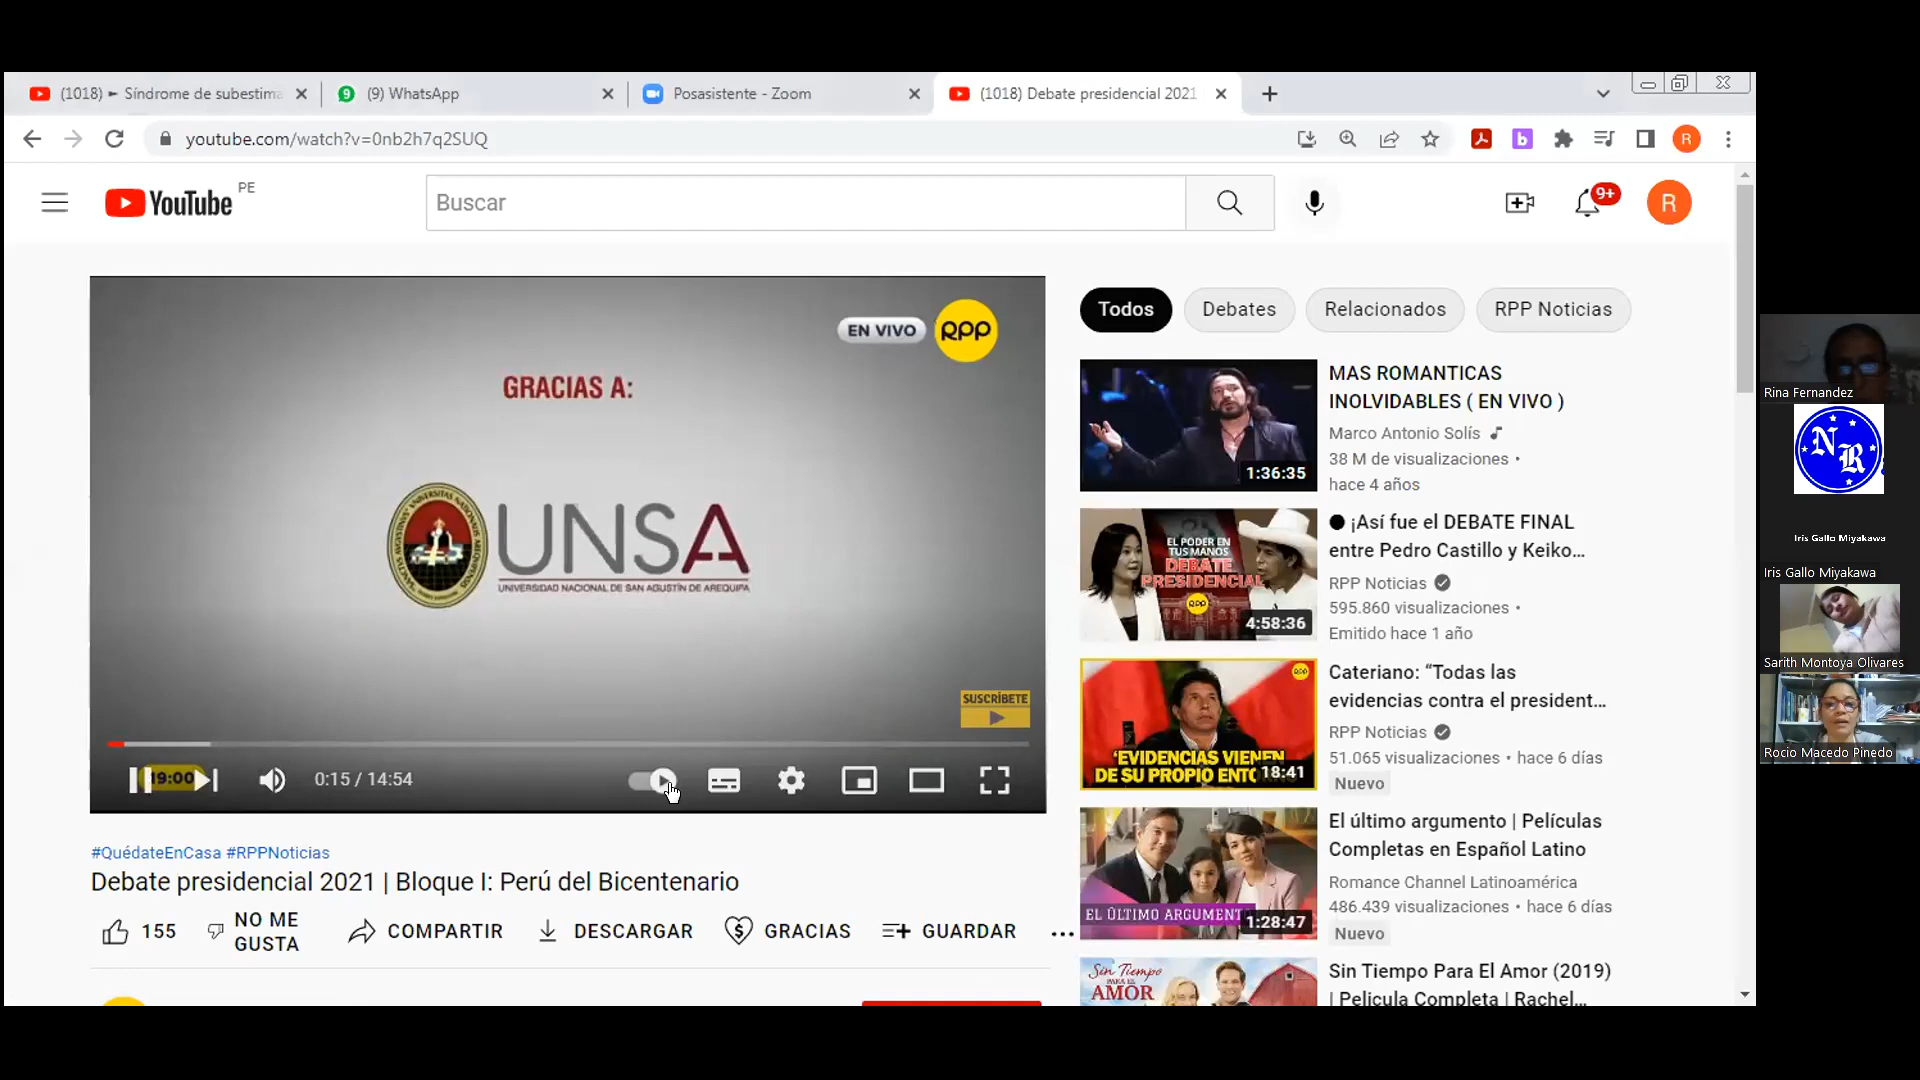 (1018) ► Síndrome de subestima
(9) WhatsApp
Posasistente - Zoom
(1018) Debate presidencial 2021
youtube.com/watch?v=0nb2h7q2SUQ
YouTube PE
Buscar
9+
R
EN VIVO
RPP
GRACIAS A:
UNSA
UNIVERSIDAD NACIONAL DE SAN AGUSTÍN DE AREQUIPA
SUSCRÍBETE
19:00
0:15 / 14:54
#QuédateEnCasa #RPPNoticias
Debate presidencial 2021 | Bloque I: Perú del Bicentenario
155
NO ME
GUSTA
COMPARTIR
DESCARGAR
GRACIAS
GUARDAR
Todos
Debates
Relacionados
RPP Noticias
MAS ROMANTICAS
INOLVIDABLES ( EN VIVO )
Marco Antonio Solís
38 M de visualizaciones •
hace 4 años
1:36:35
● ¡Así fue el DEBATE FINAL
entre Pedro Castillo y Keiko...
RPP Noticias
595.860 visualizaciones •
Emitido hace 1 año
EL PODER EN
TUS MANOS
DEBATE
PRESIDENCIAL
RPP
4:58:36
Cateriano: “Todas las
evidencias contra el president...
RPP Noticias
51.065 visualizaciones • hace 6 días
Nuevo
‘EVIDENCIAS VIENEN
DE SU PROPIO ENTO
18:41
El último argumento | Películas
Completas en Español Latino
Romance Channel Latinoamérica
486.439 visualizaciones • hace 6 días
Nuevo
EL ÚLTIMO ARGUMENT
1:28:47
Sin Tiempo Para El Amor (2019)
| Pelicula Completa | Rachel...
Sin Tiempo
PARA EL
AMOR
Rina Fernandez
NR
Iris Gallo Miyakawa
Iris Gallo Miyakawa
Sarith Montoya Olivares
Rocio Macedo Pinedo